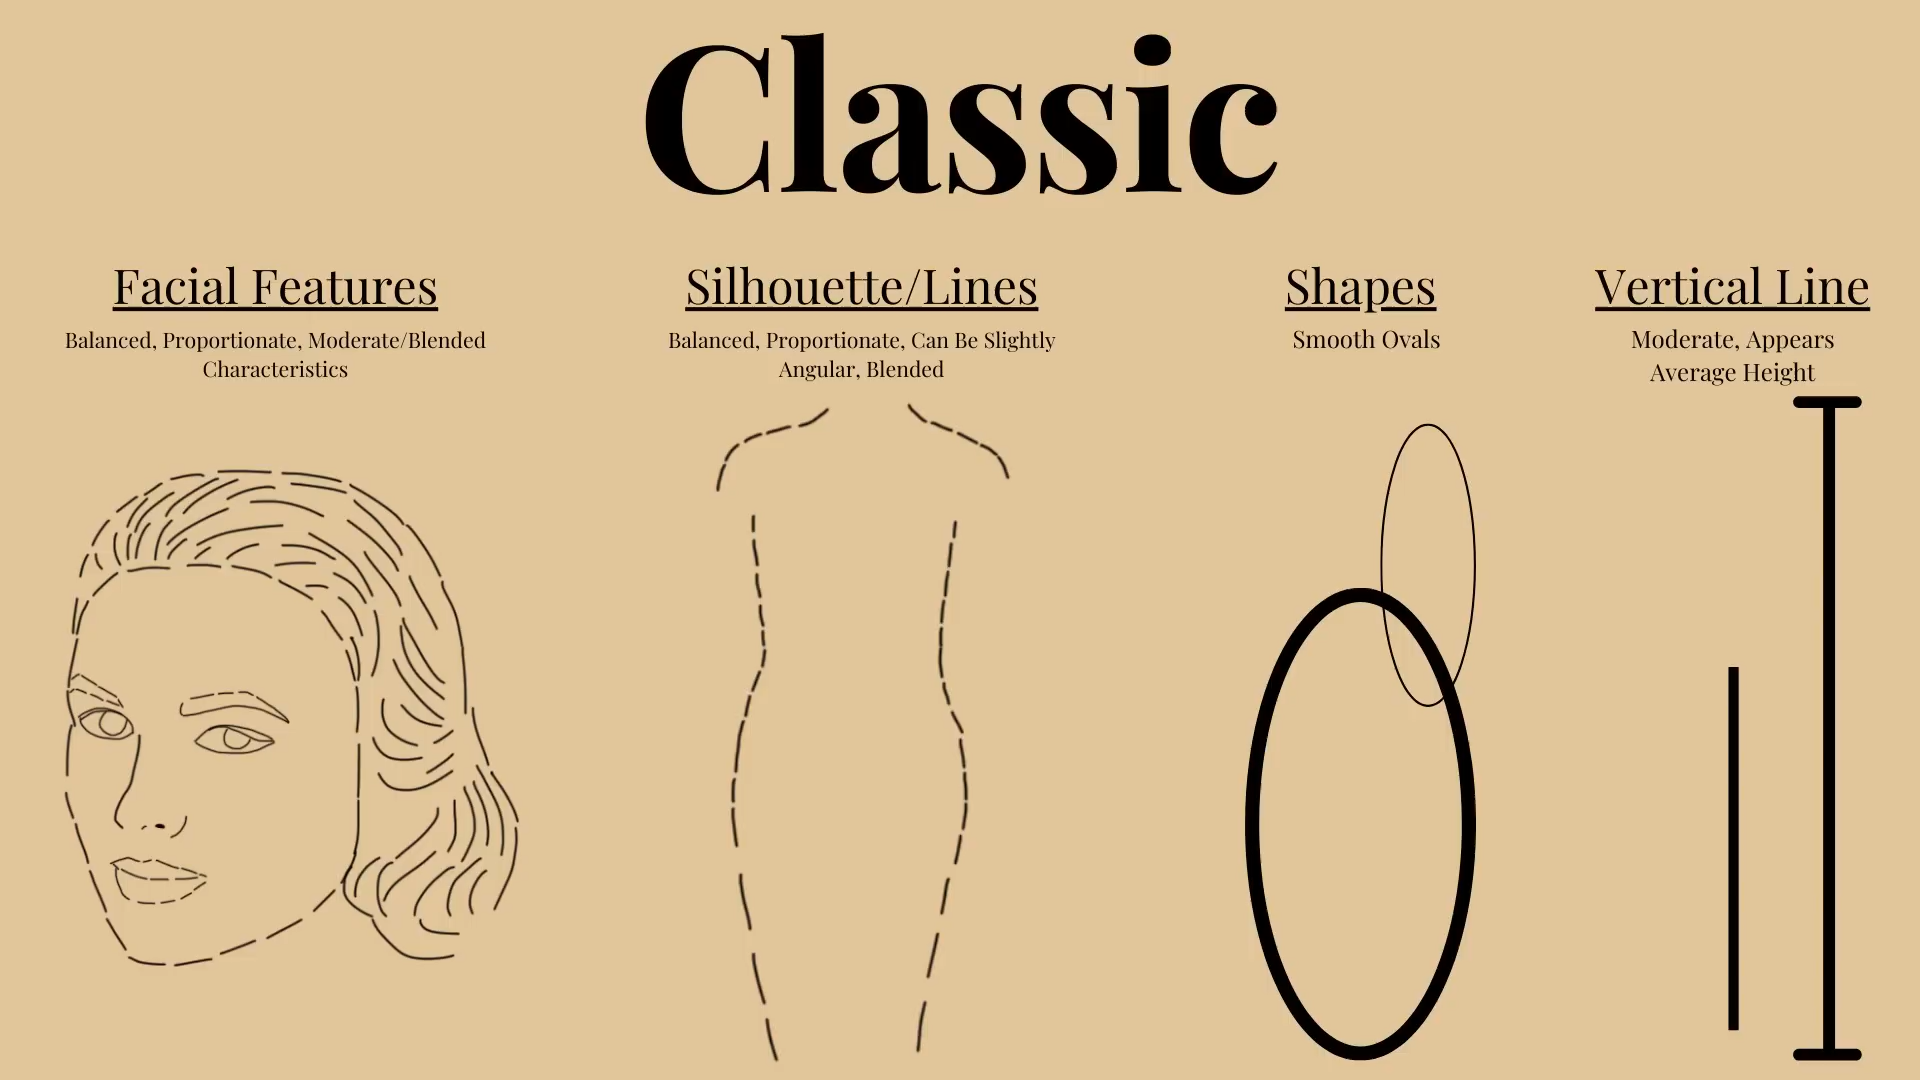 Classic
Facial Features
Balanced, Proportionate, Moderate/Blended
Characteristics
Silhouette/Lines
Balanced, Proportionate, Can Be Slightly
Angular, Blended
Shapes
Smooth Ovals
Vertical Line
Moderate, Appears
Average Height